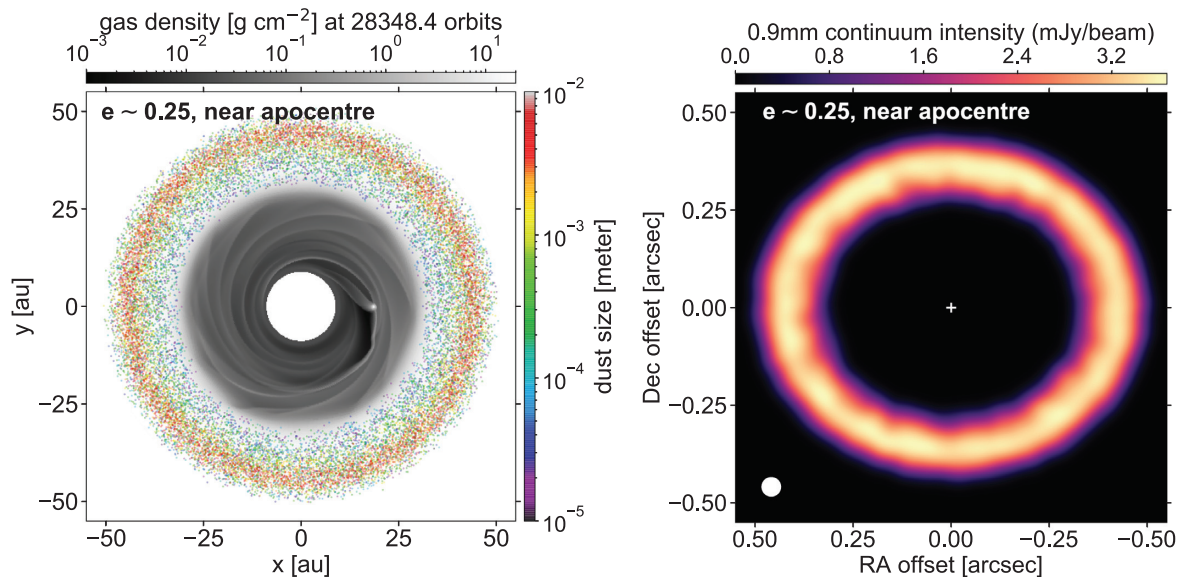 gas density [g cm⁻²] at 28348.4 orbits
10⁻³ 10⁻² 10⁻¹ 10⁰ 10¹
e ~ 0.25, near apocentre
50
25
0
−25
−50
y [au]
−50 −25 0 25 50
x [au]
10⁻²
10⁻³
10⁻⁴
10⁻⁵
dust size [meter]
0.9mm continuum intensity (mJy/beam)
0.0 0.8 1.6 2.4 3.2
e ~ 0.25, near apocentre
0.50
0.25
0.00
−0.25
−0.50
Dec offset [arcsec]
0.50 0.25 0.00 −0.25 −0.50
RA offset [arcsec]